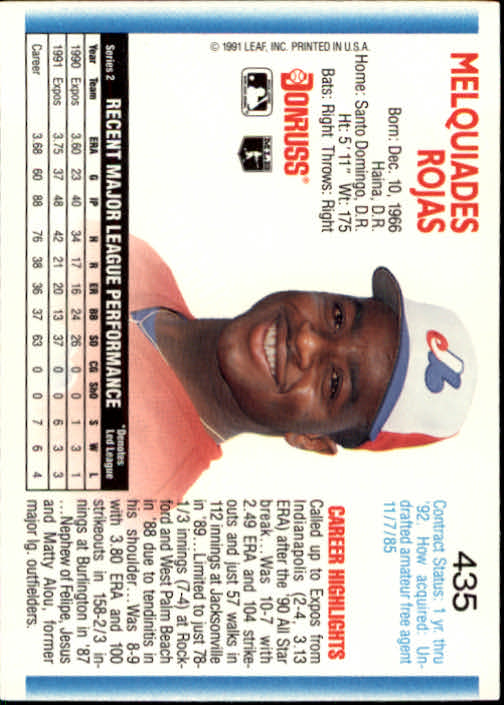 MELQUIADES
ROJAS
Born: Dec. 10, 1966
Haina, D.R.
Home: Santo Domingo, D.R.
Ht: 5' 11" Wt: 175
Bats: Right Throws: Right
DONRUSS®
MLB
© 1991 LEAF, INC. PRINTED IN U.S.A.
435
Contract Status: 1 yr. thru
'92. How acquired: Un-
drafted amateur free agent
11/7/85
CAREER HIGHLIGHTS
Called up to Expos from
Indianapolis (2-4, 3.13
ERA) after the '90 All Star
break...Was 10-7 with
2.49 ERA and 104 strike-
outs and just 57 walks in
112 innings at Jacksonville
in '89...Limited to just 78-
1/3 innings (7-4) at Rock-
ford and West Palm Beach
in '88 due to tendinitis in
his shoulder...Was 8-9
with 3.80 ERA and 100
strikeouts in 158-2/3 in-
nings at Burlington in '87
...Nephew of Felipe, Jesus
and Matty Alou, former
major lg. outfielders.
Series 2 RECENT MAJOR LEAGUE PERFORMANCE *Denotes
Led League
Year Team ERA G IP H R ER BB SO CG ShO S W L
1990 Expos 3.60 23 40 34 17 16 24 26 0 0 1 3 1
1991 Expos 3.75 37 48 42 21 20 13 37 0 0 6 3 3
Career 3.68 60 88 76 38 36 37 63 0 0 7 6 4